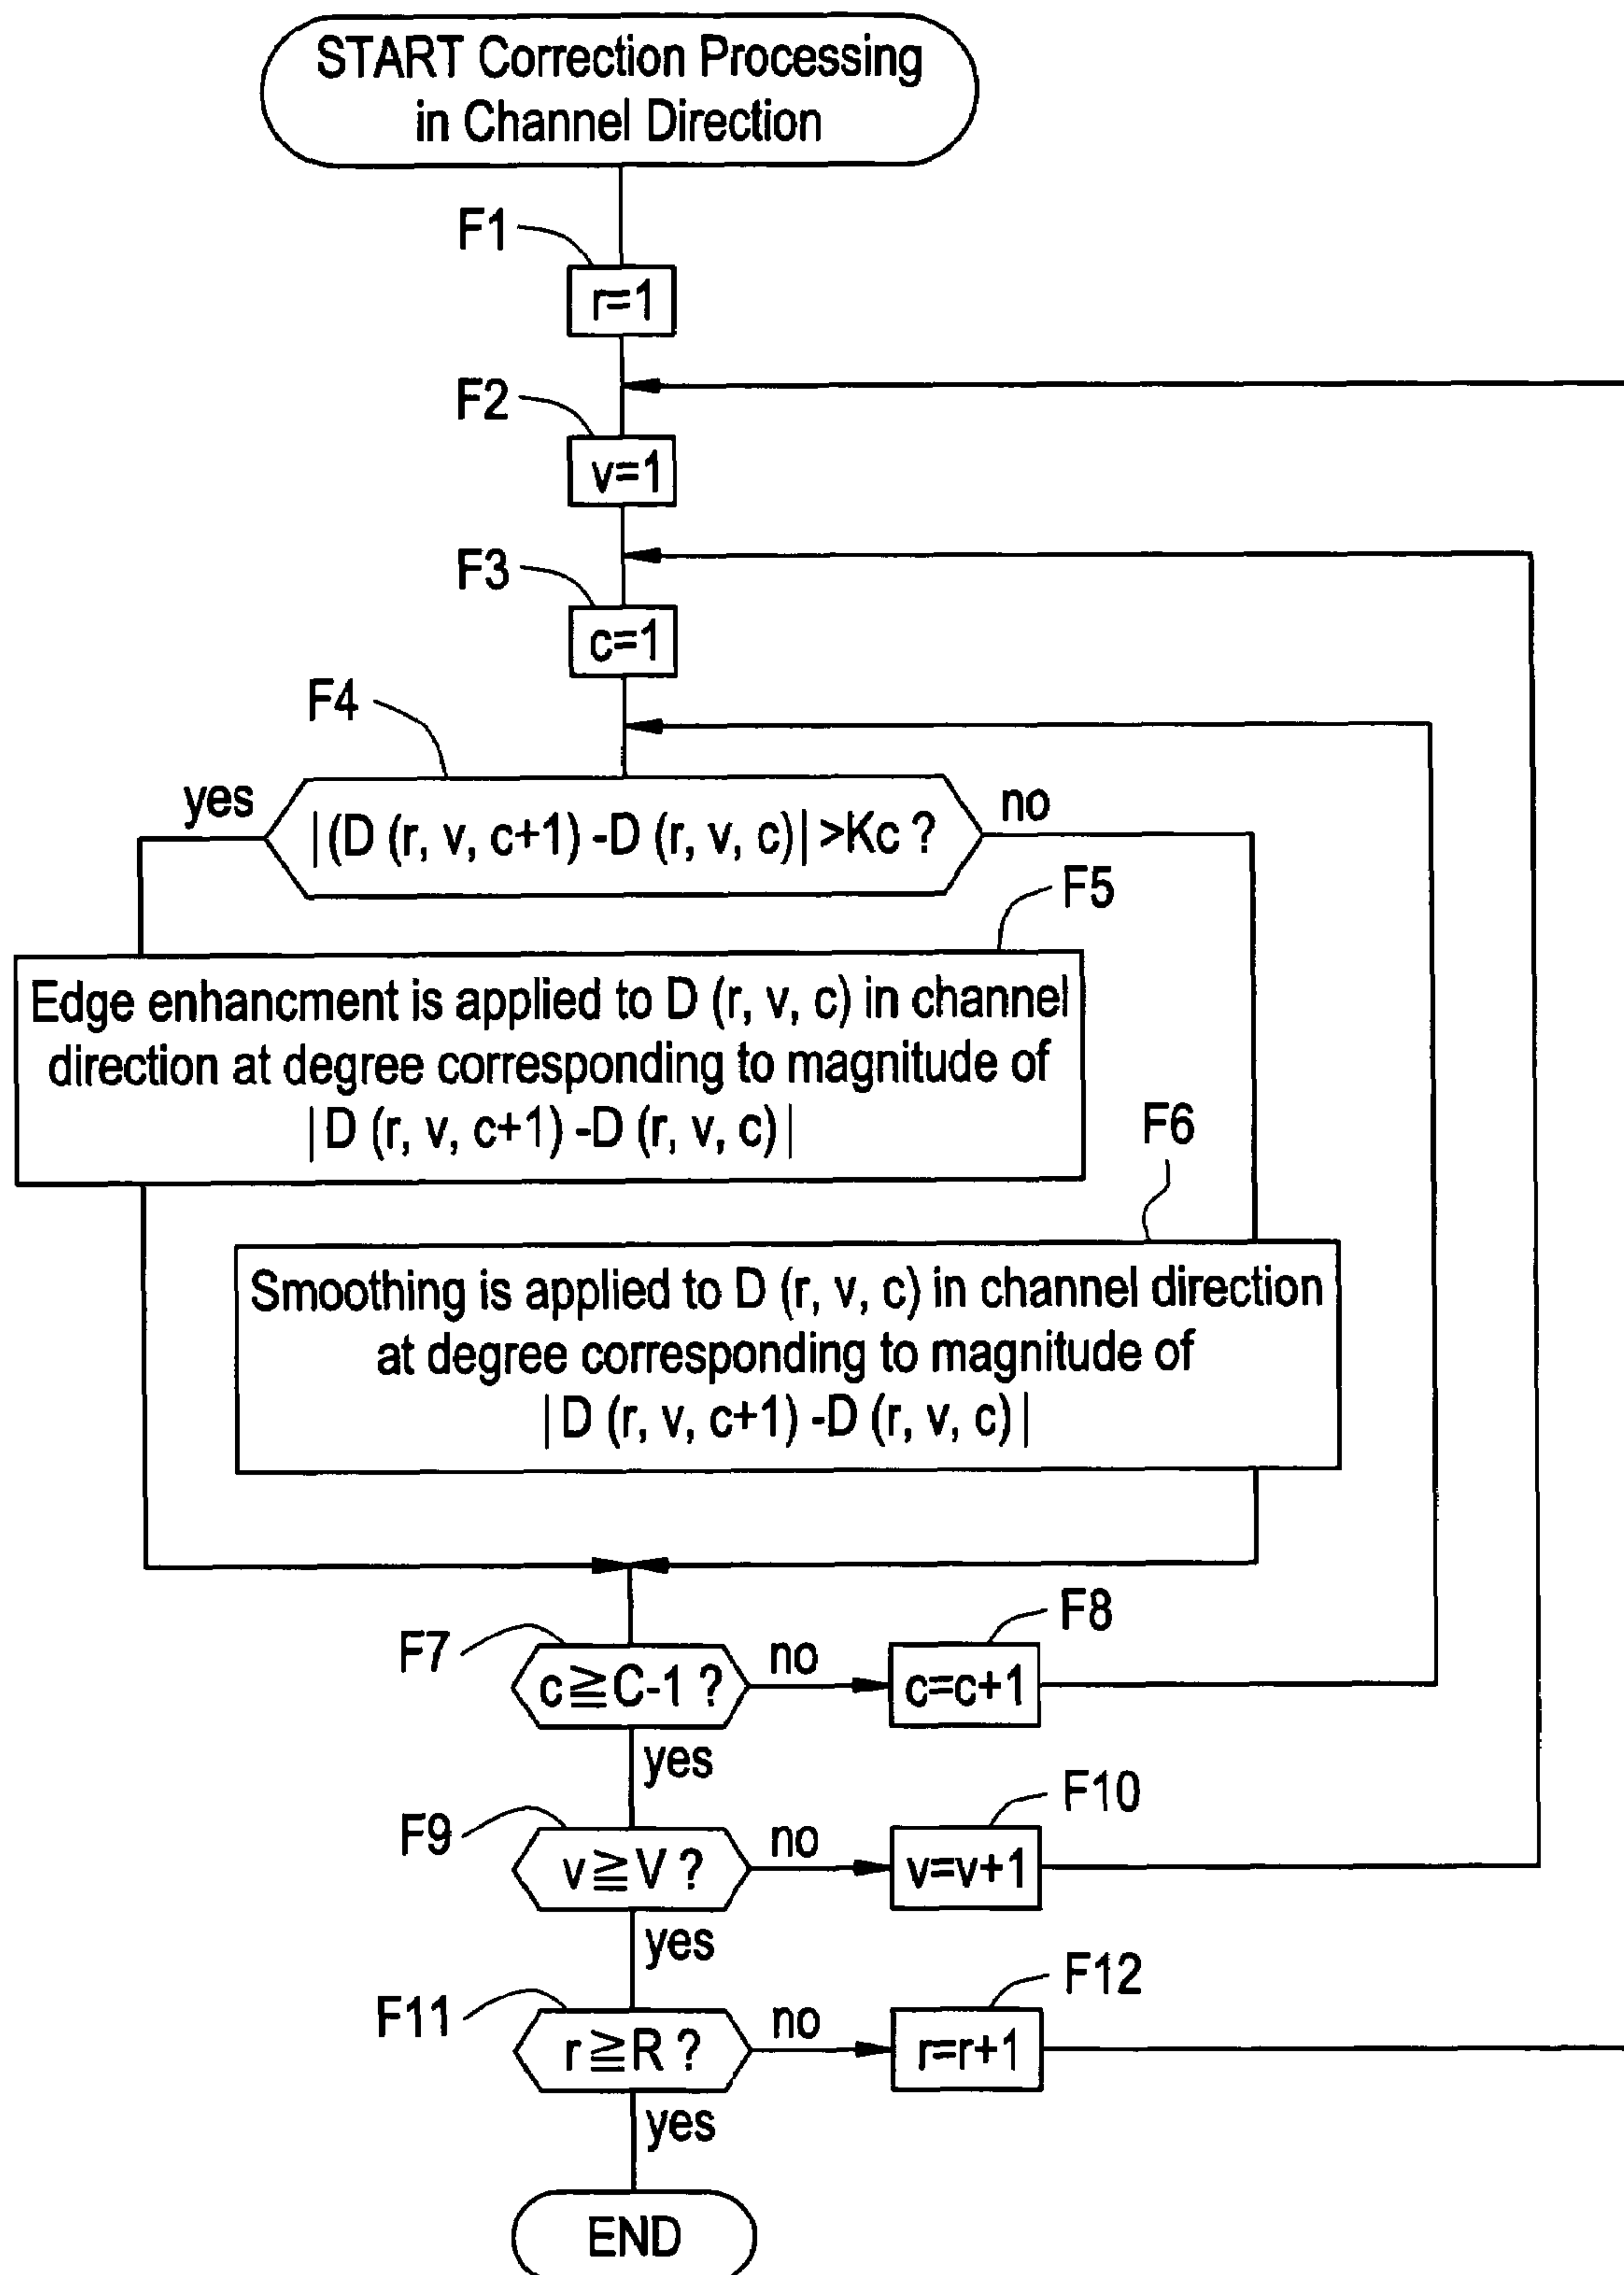 START Correction Processing
in Channel Direction
F1
r=1
F2
v=1
F3
c=1
F4
yes
|(D (r, v, c+1) -D (r, v, c)| >Kc ?
no
F5
Edge enhancment is applied to D (r, v, c) in channel
direction at degree corresponding to magnitude of
|D (r, v, c+1) -D (r, v, c)|
F6
Smoothing is applied to D (r, v, c) in channel direction
at degree corresponding to magnitude of
|D (r, v, c+1) -D (r, v, c)|
F7
c≧C-1 ?
no
F8
c=c+1
yes
F9
v≧V ?
no
F10
v=v+1
yes
F11
r≧R ?
no
F12
r=r+1
yes
END